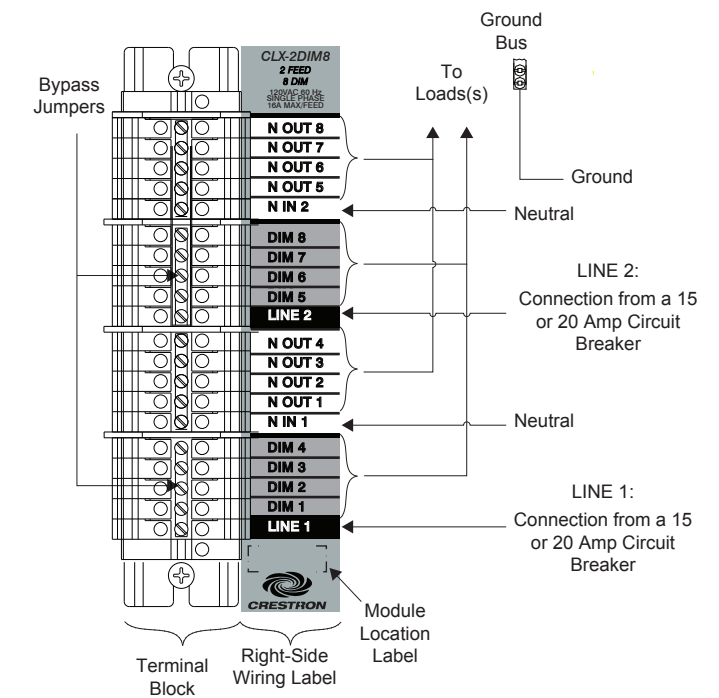 Ground
Bus
To
Loads(s)
Bypass
Jumpers
CLX-2DIM8
2 FEED
8 DIM
120VAC 60 Hz
SINGLE PHASE
16A MAX/FEED
N OUT 8
N OUT 7
N OUT 6
N OUT 5
N IN 2
DIM 8
DIM 7
DIM 6
DIM 5
LINE 2
N OUT 4
N OUT 3
N OUT 2
N OUT 1
N IN 1
DIM 4
DIM 3
DIM 2
DIM 1
LINE 1
CRESTRON
Ground
Neutral
LINE 2:
Connection from a 15
or 20 Amp Circuit
Breaker
Neutral
LINE 1:
Connection from a 15
or 20 Amp Circuit
Breaker
Module
Location
Label
Terminal
Block
Right-Side
Wiring Label